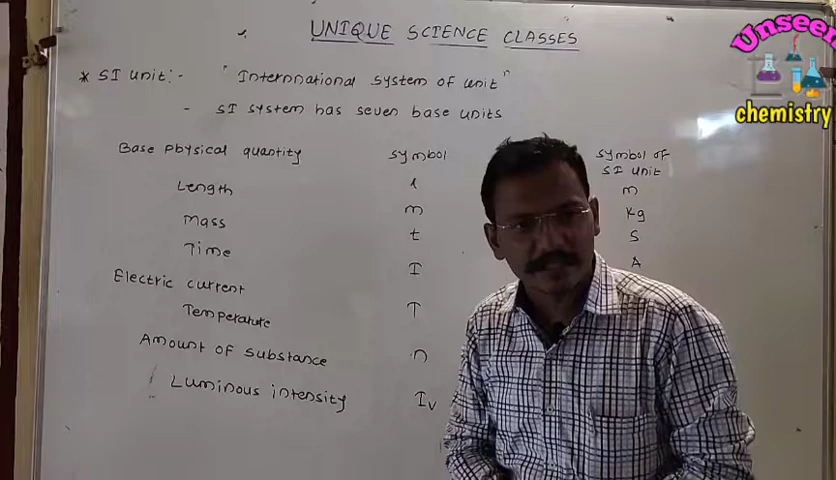 UNIQUE SCIENCE CLASSES
Unseen
chemistry
* SI unit:- "Internnational system of unit"
- SI system has seven base units
Base physical quantity symbol symbol of
SI unit
Length l m
Mass m Kg
Time t S
Electric current I A
Temperature T
Amount of substance n
Luminous intensity Iv